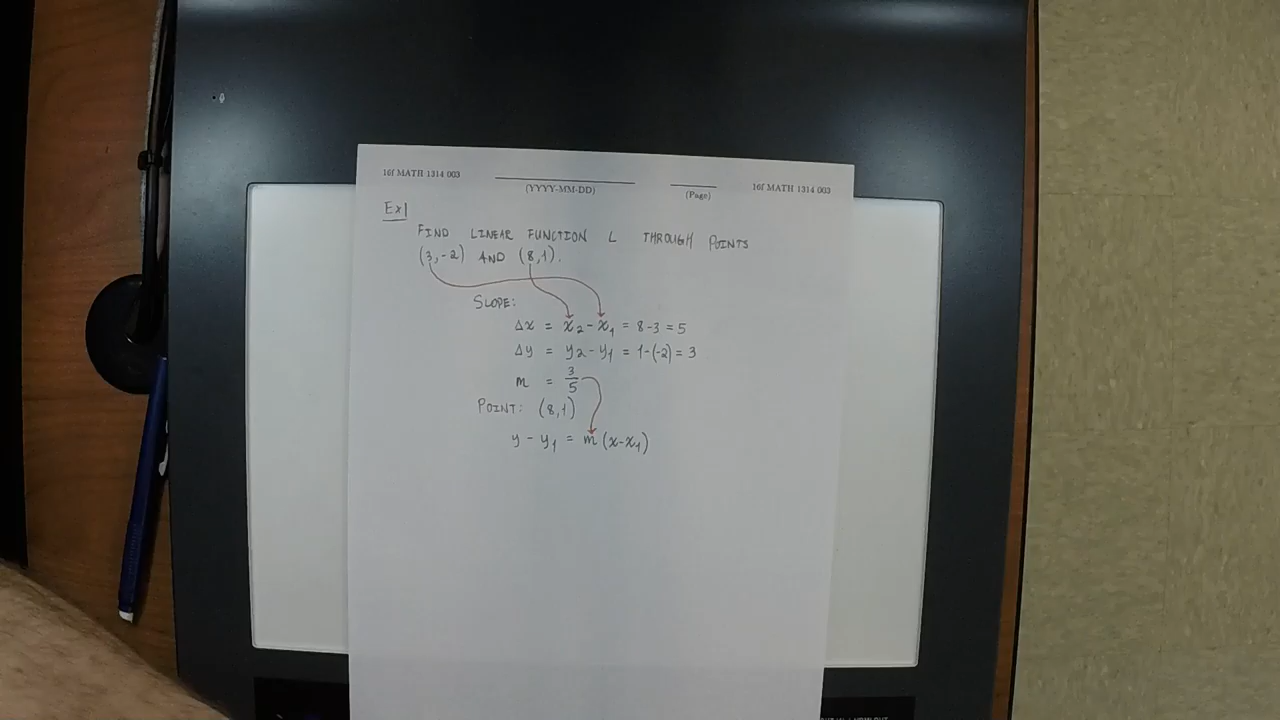 16f MATH 1314 003 (YYYY-MM-DD) (Page) 16f MATH 1314 003
Ex1
FIND LINEAR FUNCTION L THROUGH POINTS
(3,-2) AND (8,1).
SLOPE:
Δx = x₂ - x₁ = 8-3 = 5
Δy = y₂ - y₁ = 1-(-2) = 3
m = 3/5
POINT: (8,1)
y - y₁ = m (x-x₁)